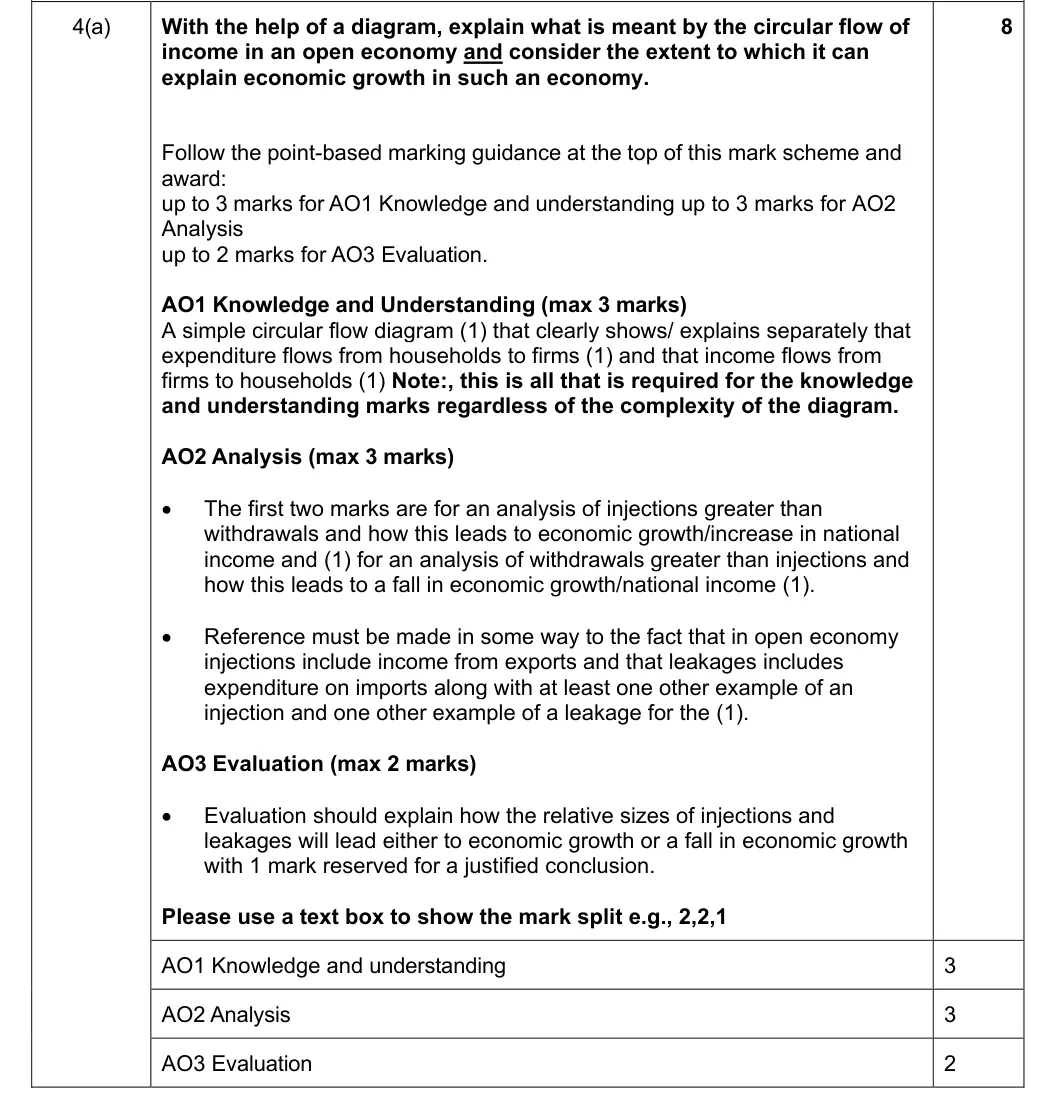 4(a)
With the help of a diagram, explain what is meant by the circular flow of
income in an open economy and consider the extent to which it can
explain economic growth in such an economy.
8
Follow the point-based marking guidance at the top of this mark scheme and
award:
up to 3 marks for AO1 Knowledge and understanding up to 3 marks for AO2
Analysis
up to 2 marks for AO3 Evaluation.
AO1 Knowledge and Understanding (max 3 marks)
A simple circular flow diagram (1) that clearly shows/ explains separately that
expenditure flows from households to firms (1) and that income flows from
firms to households (1) Note:, this is all that is required for the knowledge
and understanding marks regardless of the complexity of the diagram.
AO2 Analysis (max 3 marks)
• The first two marks are for an analysis of injections greater than
withdrawals and how this leads to economic growth/increase in national
income and (1) for an analysis of withdrawals greater than injections and
how this leads to a fall in economic growth/national income (1).
• Reference must be made in some way to the fact that in open economy
injections include income from exports and that leakages includes
expenditure on imports along with at least one other example of an
injection and one other example of a leakage for the (1).
AO3 Evaluation (max 2 marks)
• Evaluation should explain how the relative sizes of injections and
leakages will lead either to economic growth or a fall in economic growth
with 1 mark reserved for a justified conclusion.
Please use a text box to show the mark split e.g., 2,2,1
AO1 Knowledge and understanding 3
AO2 Analysis 3
AO3 Evaluation 2